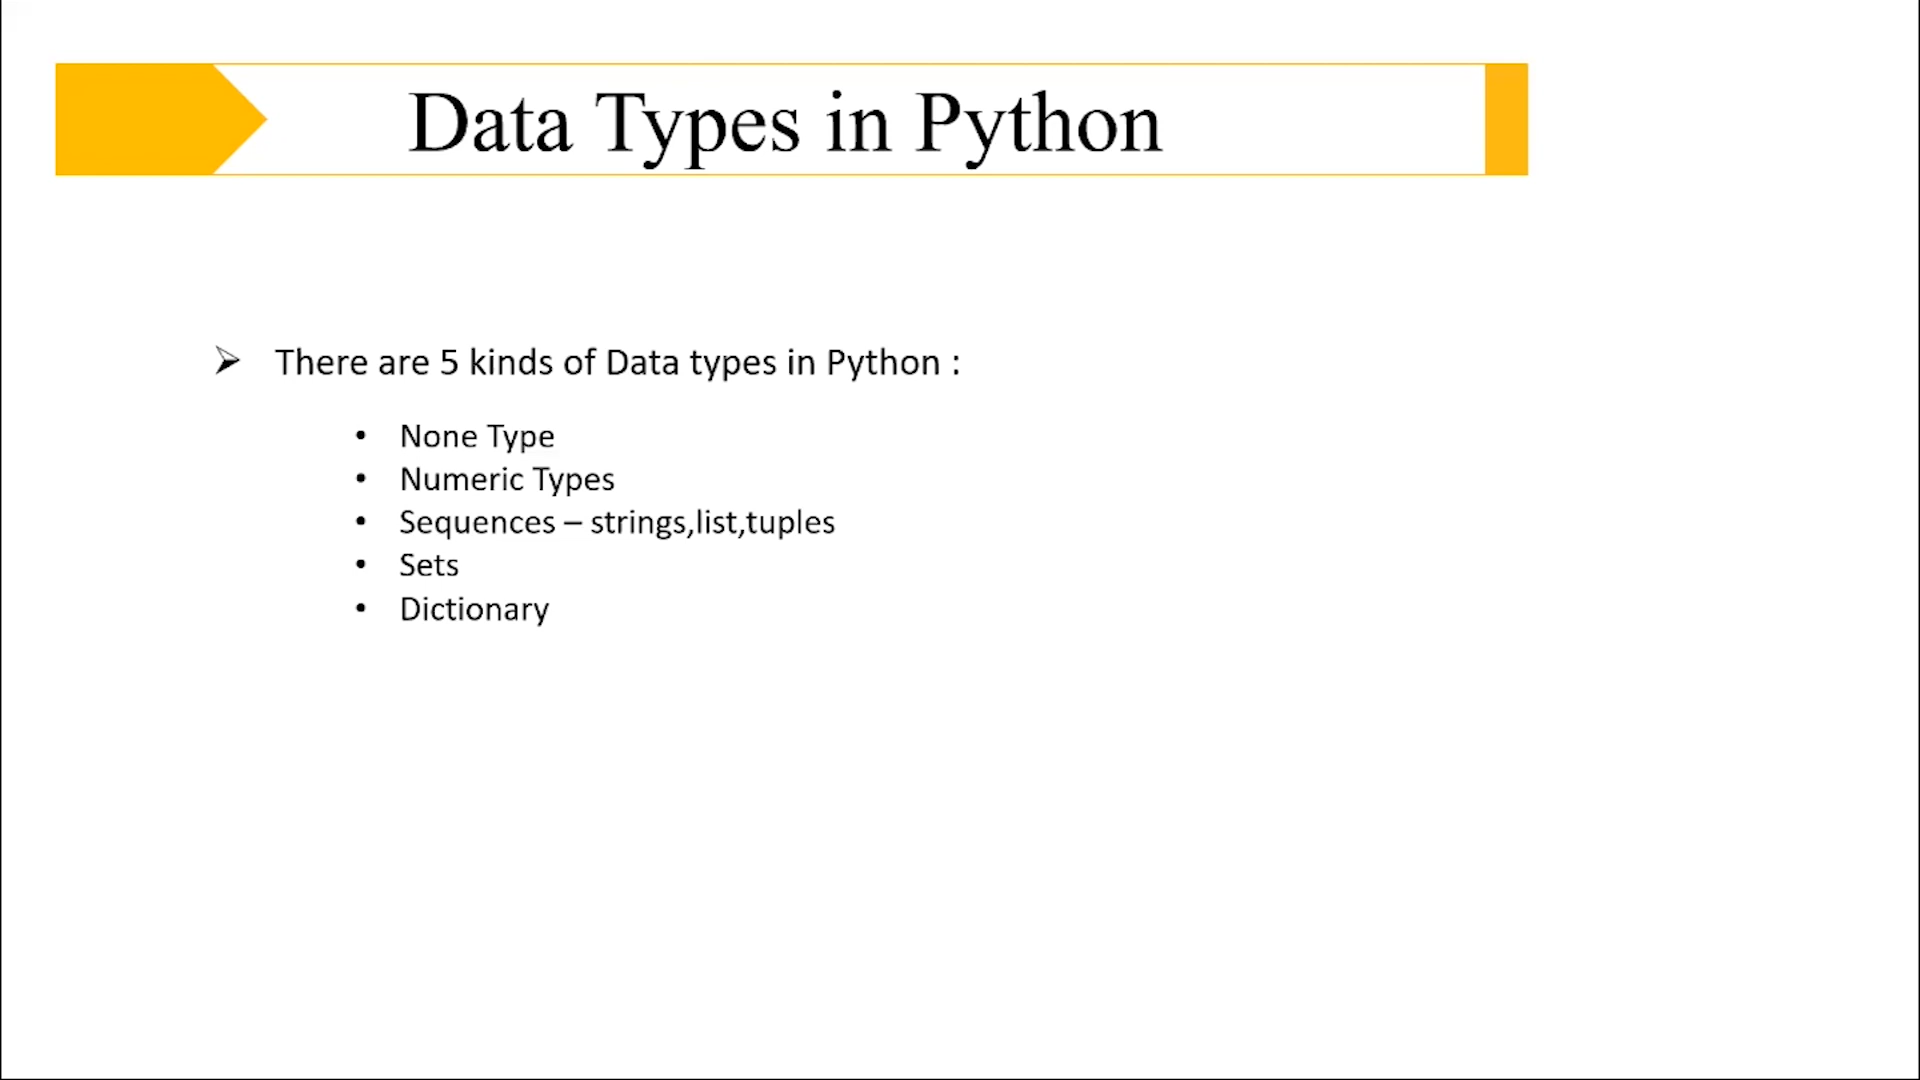 Data Types in Python
➢ There are 5 kinds of Data types in Python :
• None Type
• Numeric Types
• Sequences – strings,list,tuples
• Sets
• Dictionary